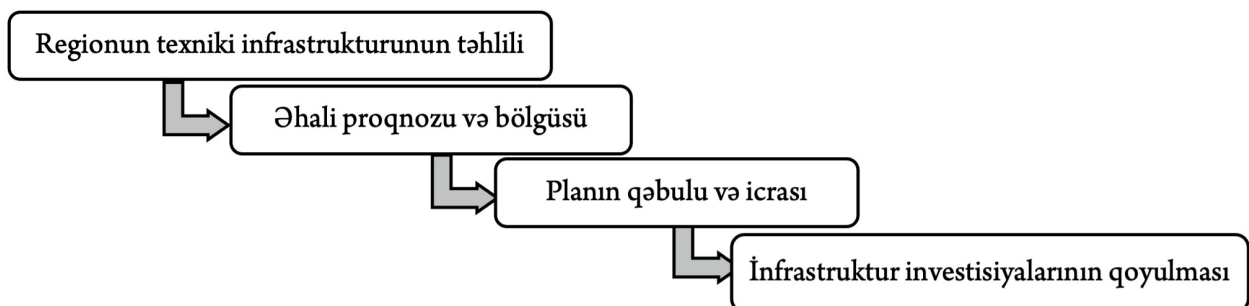 Regionun texniki infrastrukturunun təhlili
Əhali proqnozu və bölgüsü
Planın qəbulu və icrası
İnfrastruktur investisiyalarının qoyulması